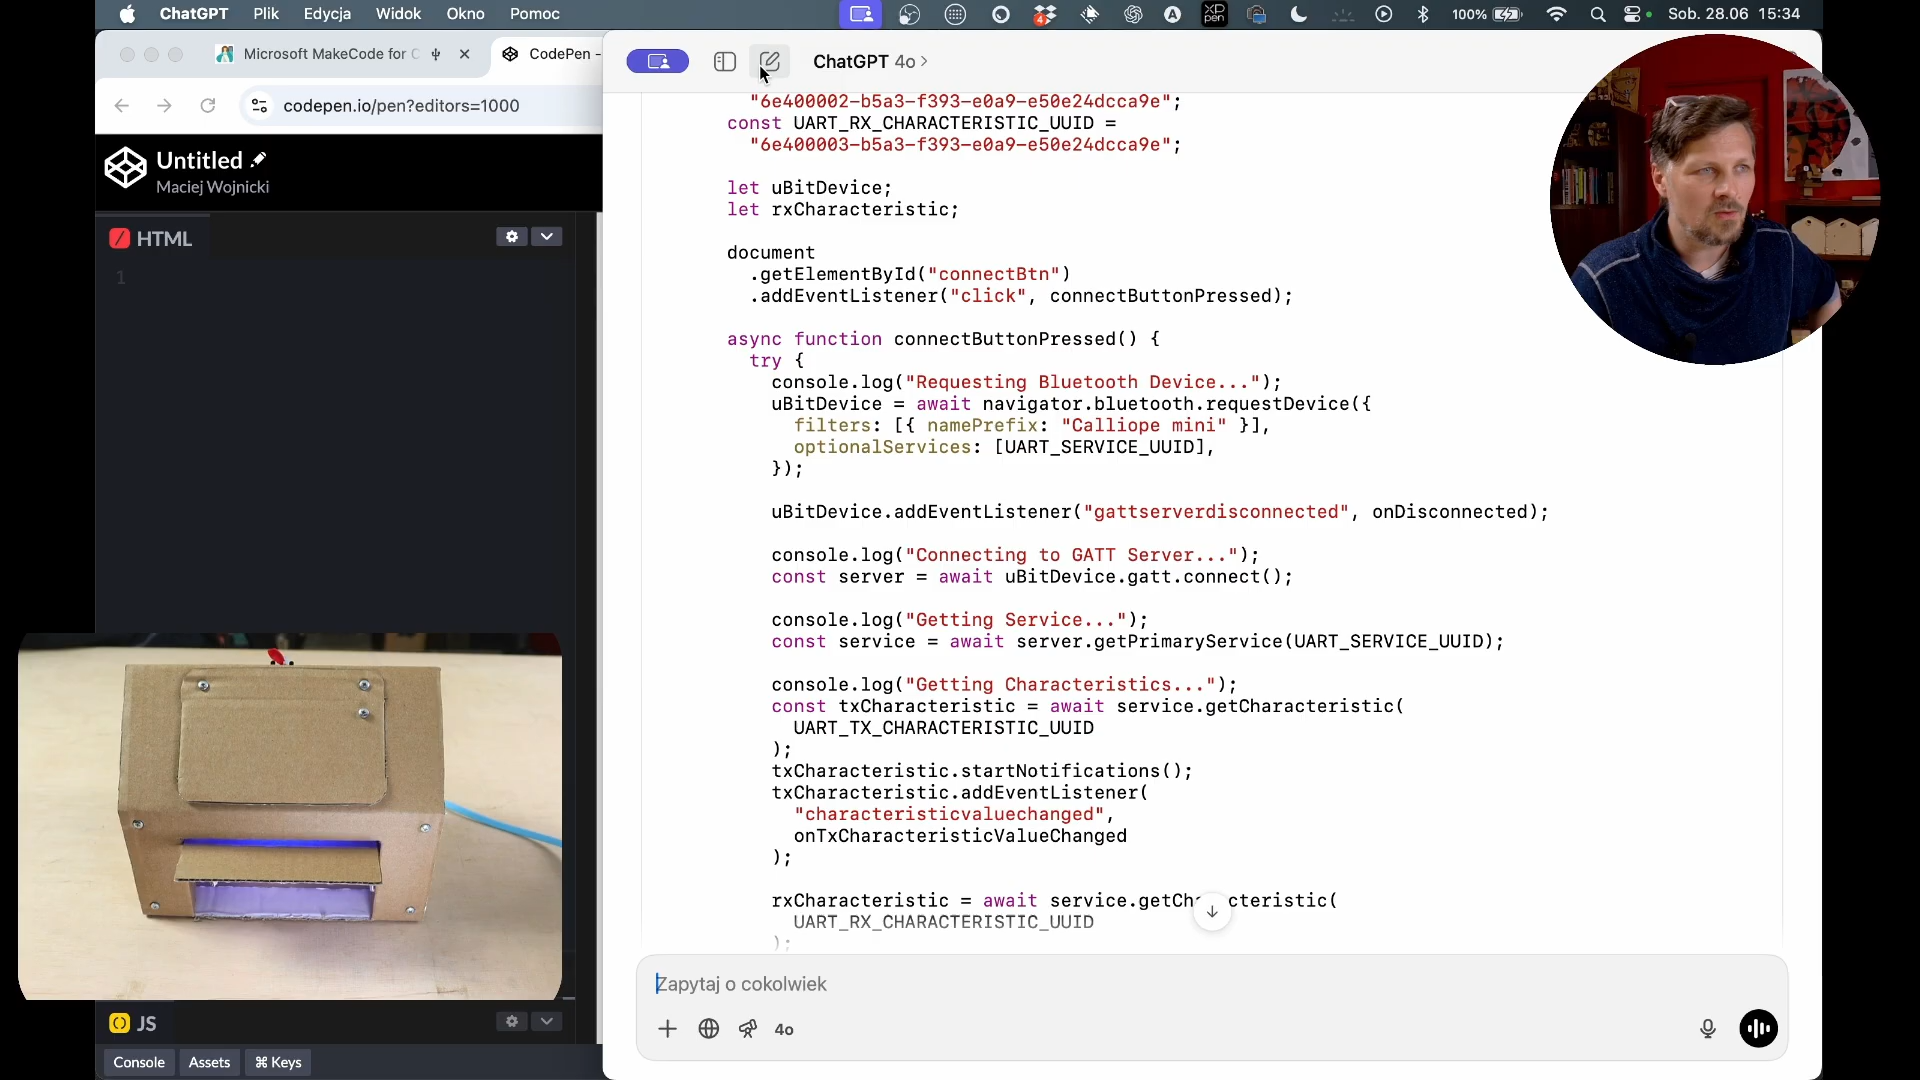 ChatGPT Plik Edycja Widok Okno Pomoc
4
XP pen
100%
Sob. 28.06 15:34
Microsoft MakeCode for C
CodePen -
codepen.io/pen?editors=1000
Untitled
Maciej Wojnicki
HTML
1
JS
Console Assets ⌘ Keys
ChatGPT 4o >
"6e400002-b5a3-f393-e0a9-e50e24dcca9e";
const UART_RX_CHARACTERISTIC_UUID =
"6e400003-b5a3-f393-e0a9-e50e24dcca9e";
let uBitDevice;
let rxCharacteristic;
document
.getElementById("connectBtn")
.addEventListener("click", connectButtonPressed);
async function connectButtonPressed() {
try {
console.log("Requesting Bluetooth Device...");
uBitDevice = await navigator.bluetooth.requestDevice({
filters: [{ namePrefix: "Calliope mini" }],
optionalServices: [UART_SERVICE_UUID],
});
uBitDevice.addEventListener("gattserverdisconnected", onDisconnected);
console.log("Connecting to GATT Server...");
const server = await uBitDevice.gatt.connect();
console.log("Getting Service...");
const service = await server.getPrimaryService(UART_SERVICE_UUID);
console.log("Getting Characteristics...");
const txCharacteristic = await service.getCharacteristic(
UART_TX_CHARACTERISTIC_UUID
);
txCharacteristic.startNotifications();
txCharacteristic.addEventListener(
"characteristicvaluechanged",
onTxCharacteristicValueChanged
);
rxCharacteristic = await service.getCharacteristic(
UART_RX_CHARACTERISTIC_UUID
);
Zapytaj o cokolwiek
4o